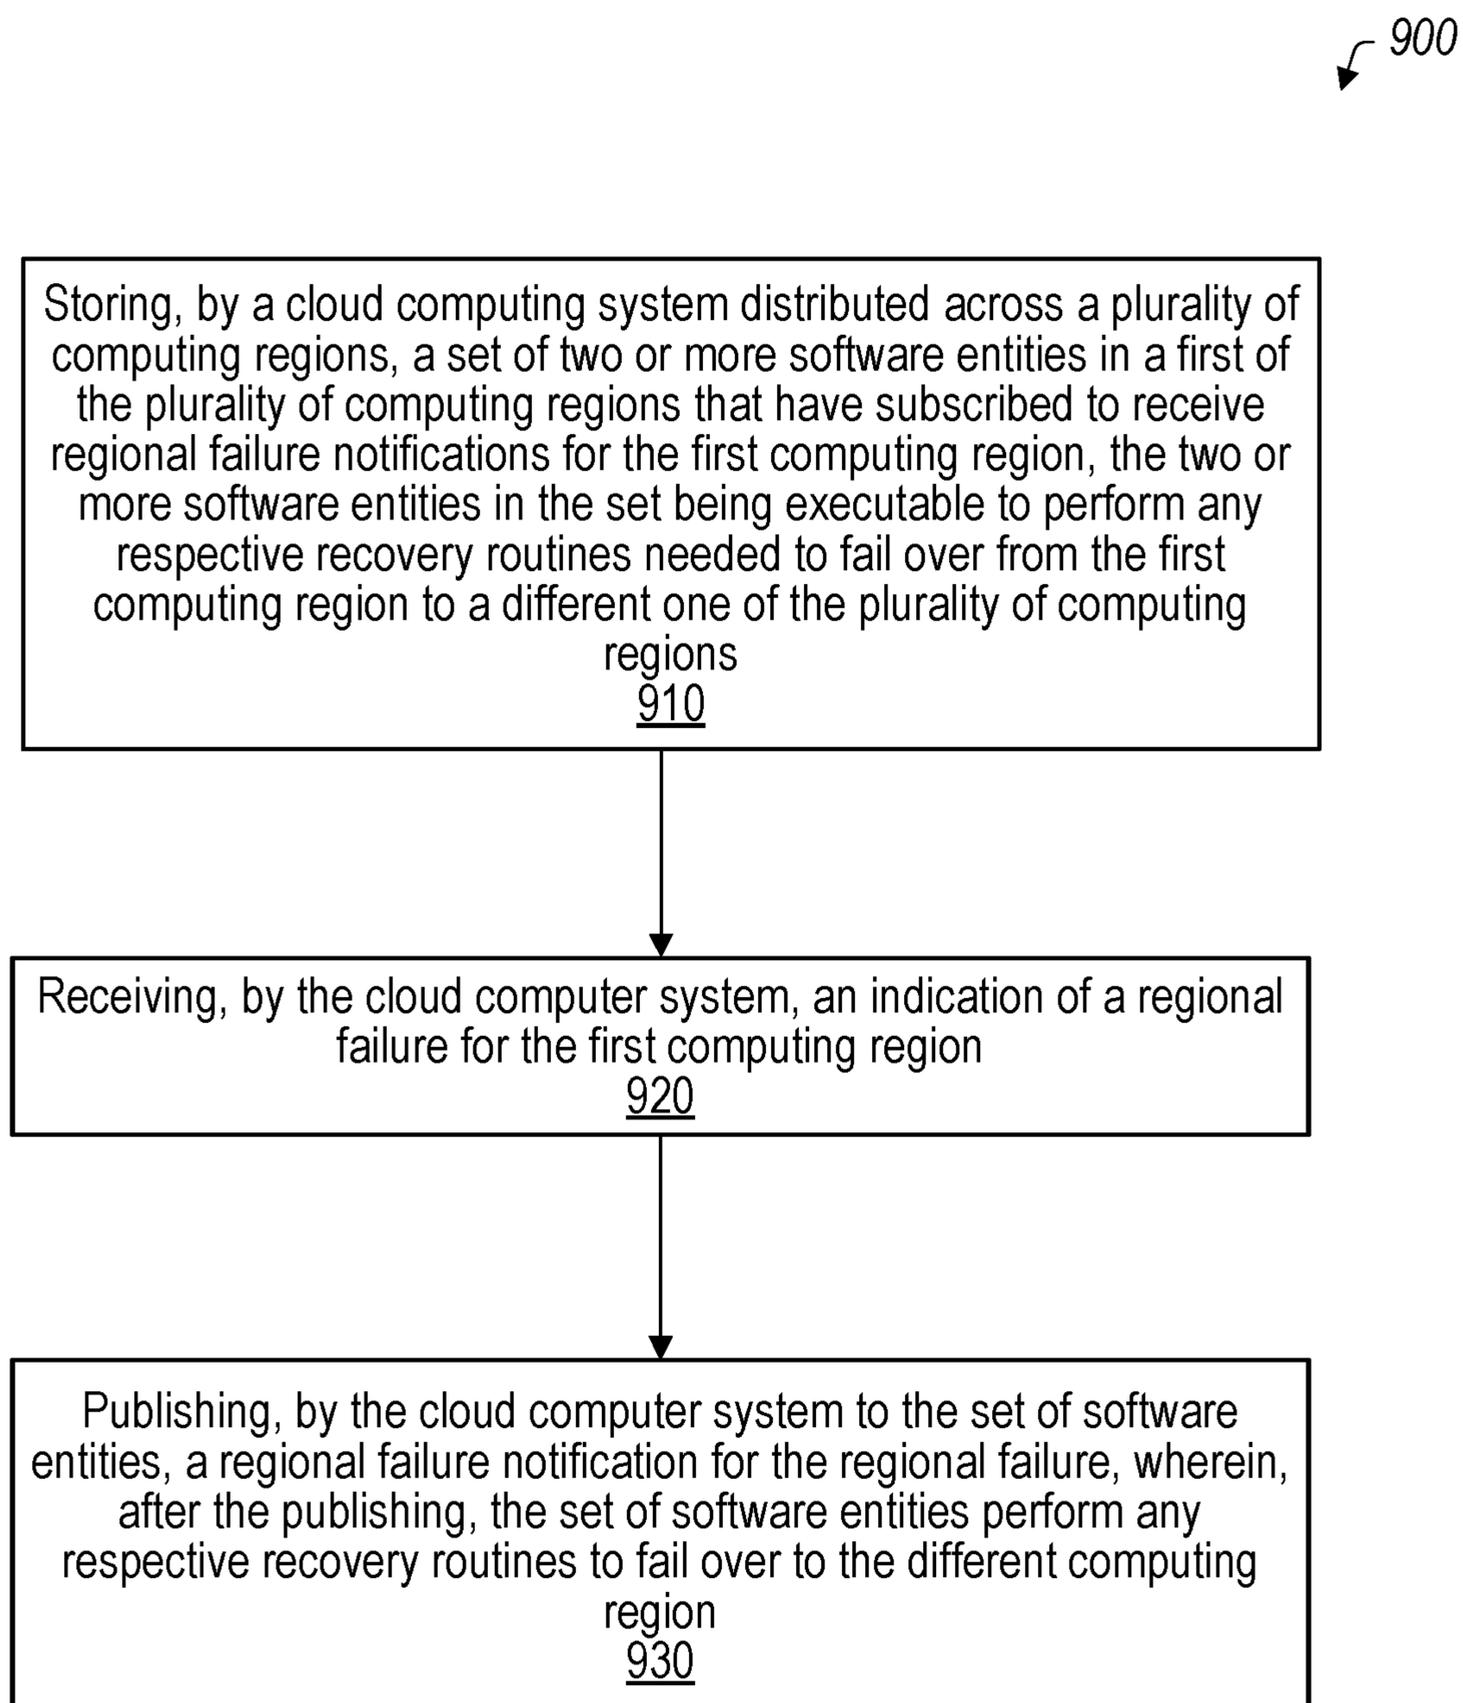 900
Storing, by a cloud computing system distributed across a plurality of
computing regions, a set of two or more software entities in a first of
the plurality of computing regions that have subscribed to receive
regional failure notifications for the first computing region, the two or
more software entities in the set being executable to perform any
respective recovery routines needed to fail over from the first
computing region to a different one of the plurality of computing
regions
910
Receiving, by the cloud computer system, an indication of a regional
failure for the first computing region
920
Publishing, by the cloud computer system to the set of software
entities, a regional failure notification for the regional failure, wherein,
after the publishing, the set of software entities perform any
respective recovery routines to fail over to the different computing
region
930